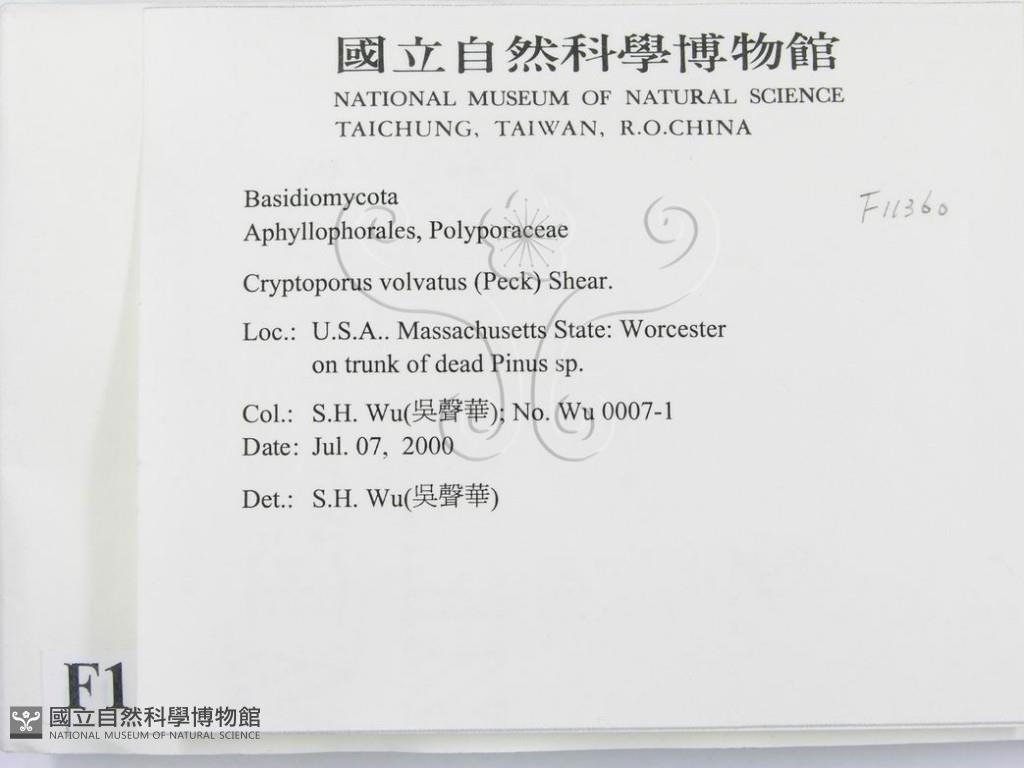 國立自然科學博物館
NATIONAL MUSEUM OF NATURAL SCIENCE
TAICHUNG, TAIWAN, R.O.CHINA
F11360
Basidiomycota
Aphyllophorales, Polyporaceae
Cryptoporus volvatus (Peck) Shear.
Loc.: U.S.A.. Massachusetts State: Worcester
on trunk of dead Pinus sp.
Col.: S.H. Wu(吳聲華); No. Wu 0007-1
Date: Jul. 07, 2000
Det.: S.H. Wu(吳聲華)
F1
國立自然科學博物館
NATIONAL MUSEUM OF NATURAL SCIENCE